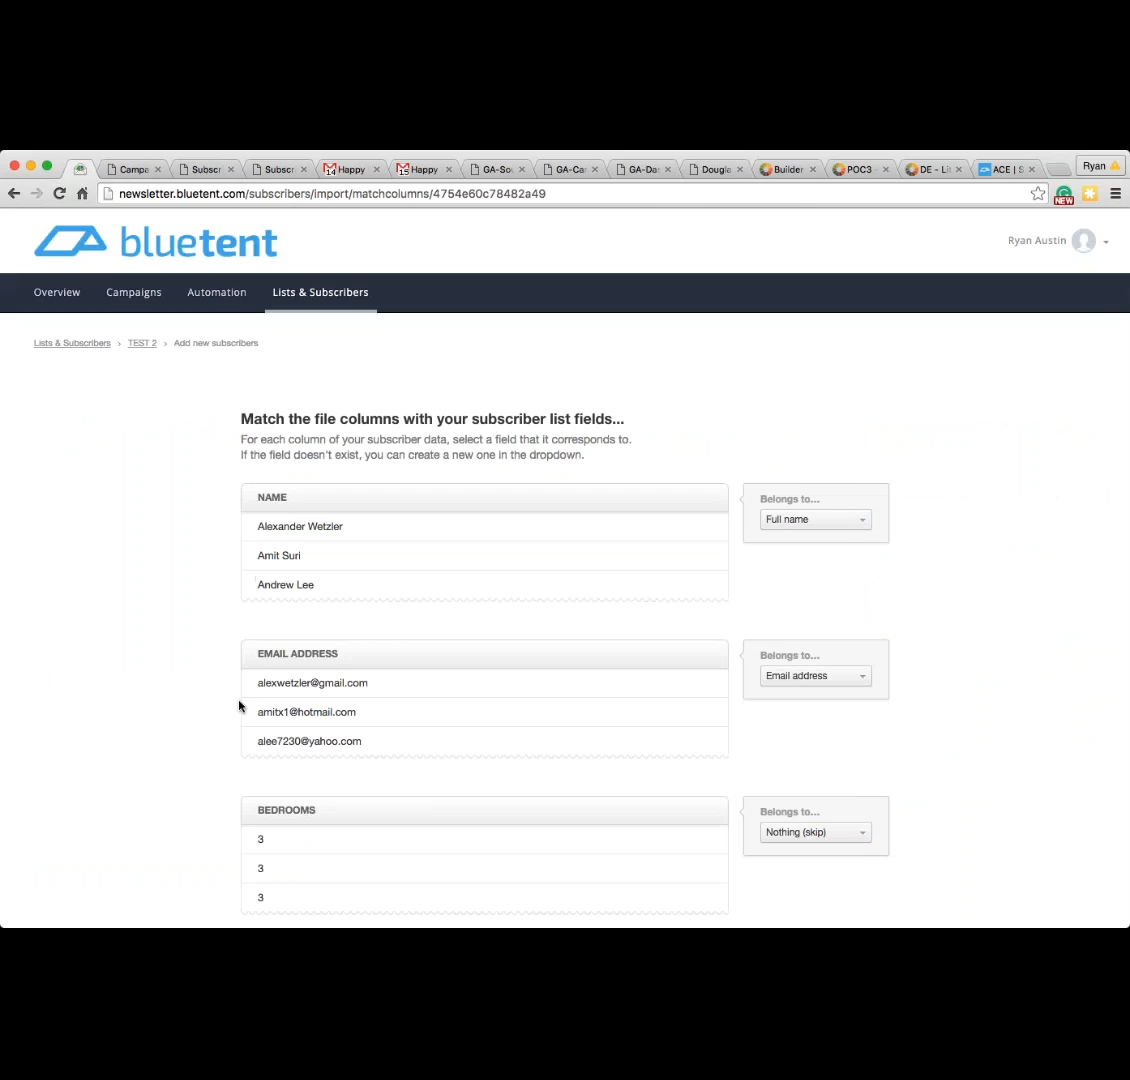 Campa
Subscr
Subscr
14 Happy
15 Happy
GA-So
GA-Ca
GA-Da
Dougla
Builder
POC3
DE - Li
ACE | S
Ryan
newsletter.bluetent.com/subscribers/import/matchcolumns/4754e60c78482a49
NEW
bluetent
Ryan Austin
Overview Campaigns Automation Lists & Subscribers
Lists & Subscribers › TEST 2 › Add new subscribers
Match the file columns with your subscriber list fields...
For each column of your subscriber data, select a field that it corresponds to.
If the field doesn't exist, you can create a new one in the dropdown.
NAME
Alexander Wetzler
Amit Suri
Andrew Lee
Belongs to...
Full name
EMAIL ADDRESS
alexwetzler@gmail.com
amitx1@hotmail.com
alee7230@yahoo.com
Belongs to...
Email address
BEDROOMS
3
3
3
Belongs to...
Nothing (skip)